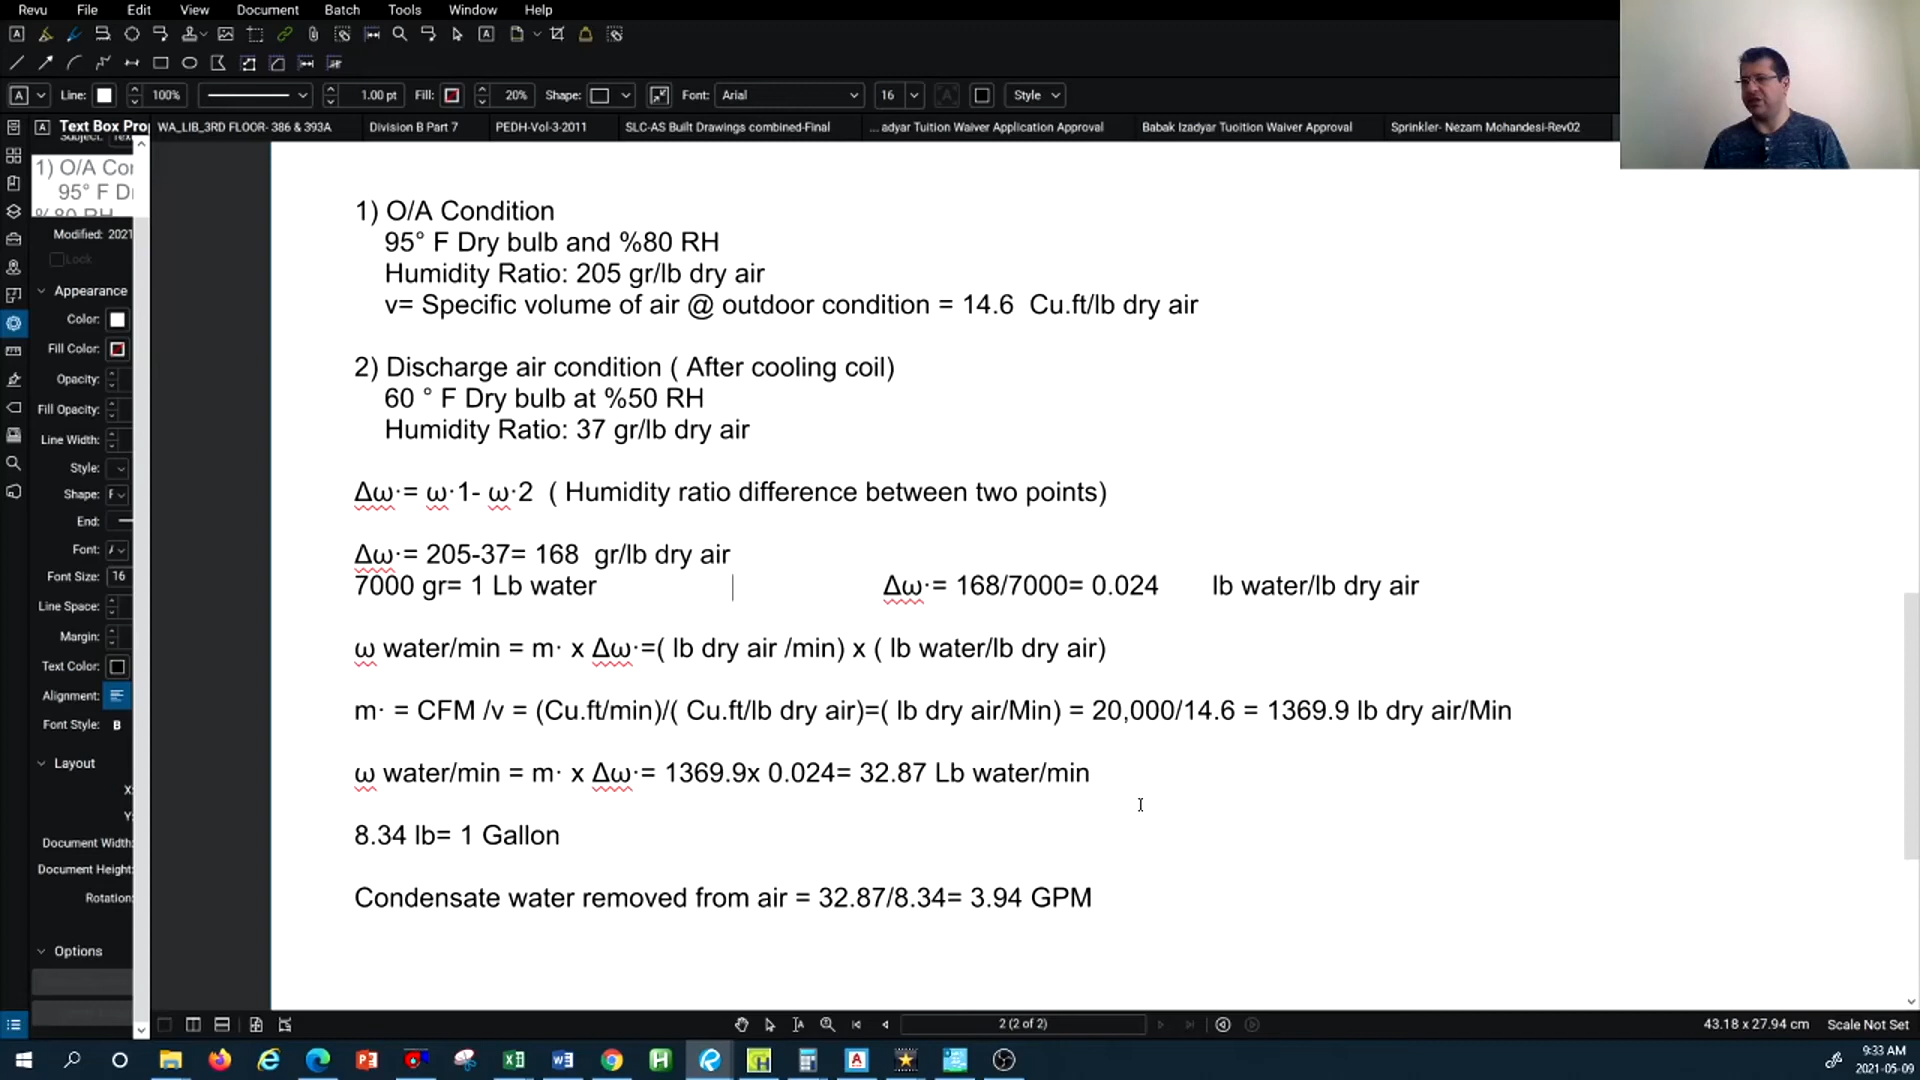 Revu File Edit View Document Batch Tools Window Help
Line: 100% 1.00 pt Fill: 20% Shape: Font: Arial 16 Style
Text Box Pro WA_LIB_3RD FLOOR- 386 & 393A Division B Part 7 PEDH-Vol-3-2011 SLC-AS Built Drawings combined-Final ... adyar Tuition Waiver Application Approval Babak Izadyar Tuoition Waiver Approval Sprinkler- Nezam Mohandesi-Rev02
1) O/A Con
95° F D
%80 RH
Modified: 2021
Lock
Appearance
Color:
Fill Color:
Opacity:
Fill Opacity:
Line Width:
Style:
Shape: F
End:
Font:
Font Size: 16
Line Space:
Margin:
Text Color:
Alignment:
Font Style: B
Layout
X:
Y:
Document Width:
Document Height:
Rotation:
Options
1) O/A Condition
95° F Dry bulb and %80 RH
Humidity Ratio: 205 gr/lb dry air
v= Specific volume of air @ outdoor condition = 14.6 Cu.ft/lb dry air
2) Discharge air condition ( After cooling coil)
60 ° F Dry bulb at %50 RH
Humidity Ratio: 37 gr/lb dry air
Δω·= ω·1- ω·2 ( Humidity ratio difference between two points)
Δω·= 205-37= 168 gr/lb dry air
7000 gr= 1 Lb water Δω·= 168/7000= 0.024 lb water/lb dry air
ω water/min = m· x Δω·=( lb dry air /min) x ( lb water/lb dry air)
m· = CFM /v = (Cu.ft/min)/( Cu.ft/lb dry air)=( lb dry air/Min) = 20,000/14.6 = 1369.9 lb dry air/Min
ω water/min = m· x Δω·= 1369.9x 0.024= 32.87 Lb water/min
8.34 lb= 1 Gallon
Condensate water removed from air = 32.87/8.34= 3.94 GPM
2 (2 of 2) 43.18 x 27.94 cm Scale Not Set
9:33 AM
2021-05-09